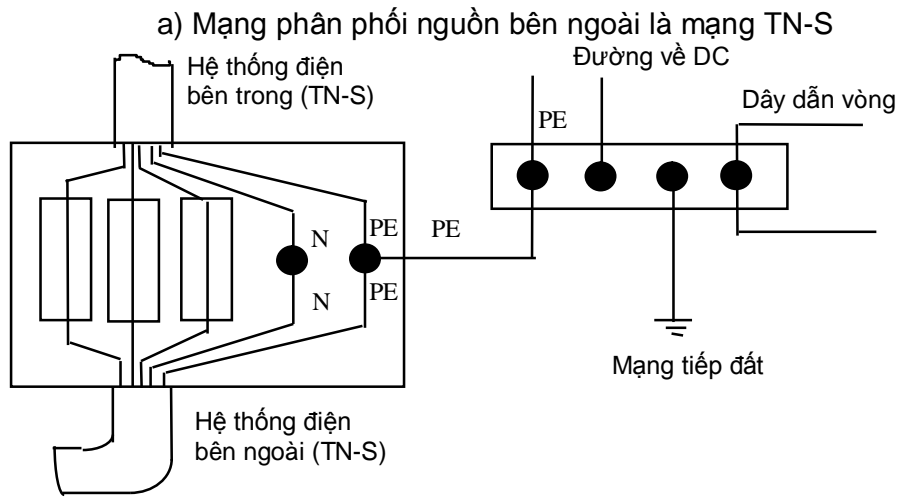 a) Mạng phân phối nguồn bên ngoài là mạng TN-S
Hệ thống điện
bên trong (TN-S)
Đường về DC
Dây dẫn vòng
PE
N
PE
PE
N
PE
Mạng tiếp đất
Hệ thống điện
bên ngoài (TN-S)